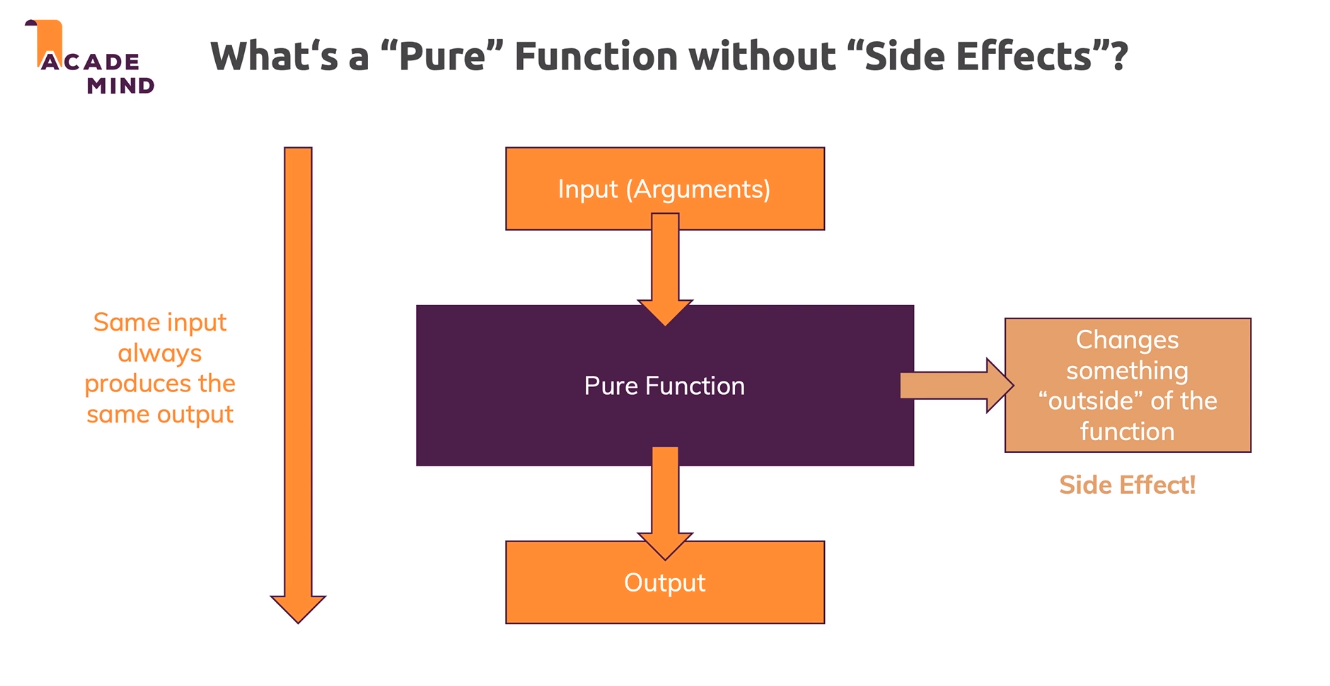 ACADE
MIND
What‘s a “Pure” Function without “Side Effects”?
Input (Arguments)
Same input
always
produces the
same output
Pure Function
Changes
something
“outside” of the
function
Side Effect!
Output